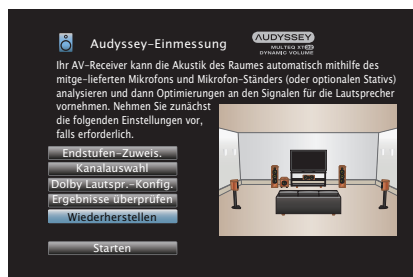 Audyssey-Einmessung
AUDYSSEY
MULTEQ XT32
DYNAMIC VOLUME
Ihr AV-Receiver kann die Akustik des Raumes automatisch mithilfe des
mitge-lieferten Mikrofons und Mikrofon-Ständers (oder optionalen Stativs)
analysieren und dann Optimierungen an den Signalen für die Lautsprecher
vornehmen. Nehmen Sie zunächst
die folgenden Einstellungen vor,
falls erforderlich.
Endstufen-Zuweis.
Kanalauswahl
Dolby Lautspr.-Konfig.
Ergebnisse überprüfen
Wiederherstellen
Starten